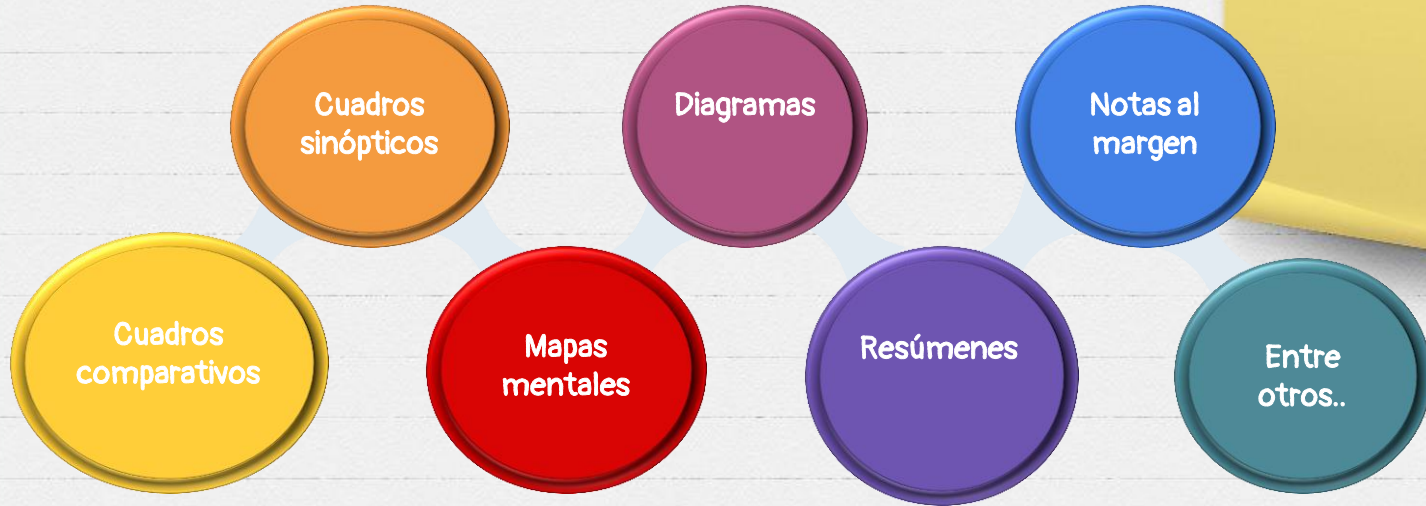 Cuadros
sinópticos
Diagramas
Notas al
margen
Cuadros
comparativos
Mapas
mentales
Resúmenes
Entre
otros..